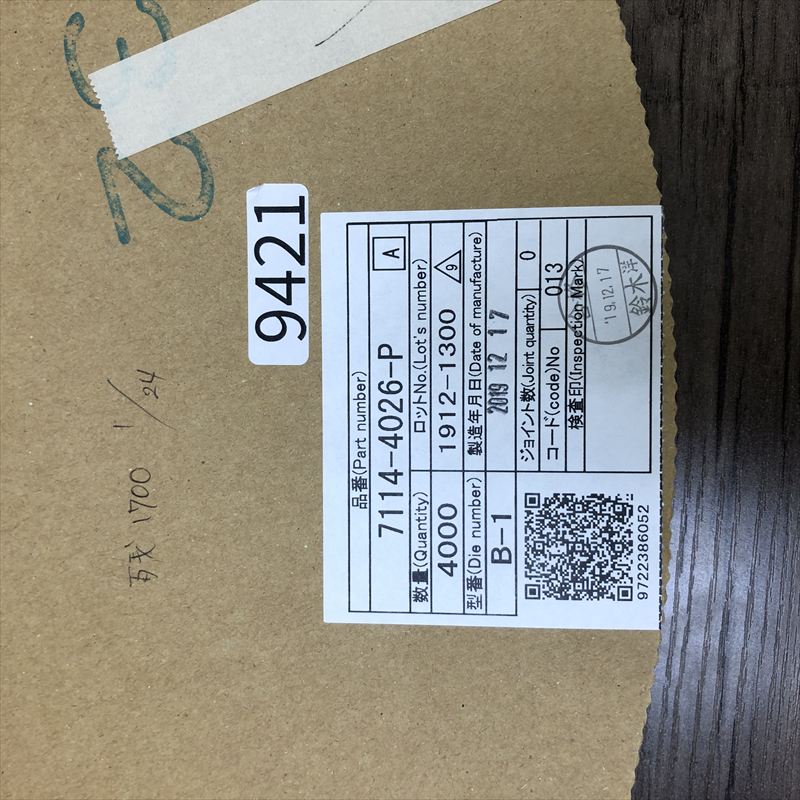 23
9421
残 1700 1/24
品番(Part number)
7114-4026-P
A
数量(Quantity)
ロットNo.(Lot's number)
4000
1912-1300
9
型番(Die number)
製造年月日(Date of manufacture)
B-1
2019 12 17
ジョイント数(Joint quantity)
0
コード(code)No
013
検査印(Inspection Mark)
'19.12.17
鈴木洋
9722386052